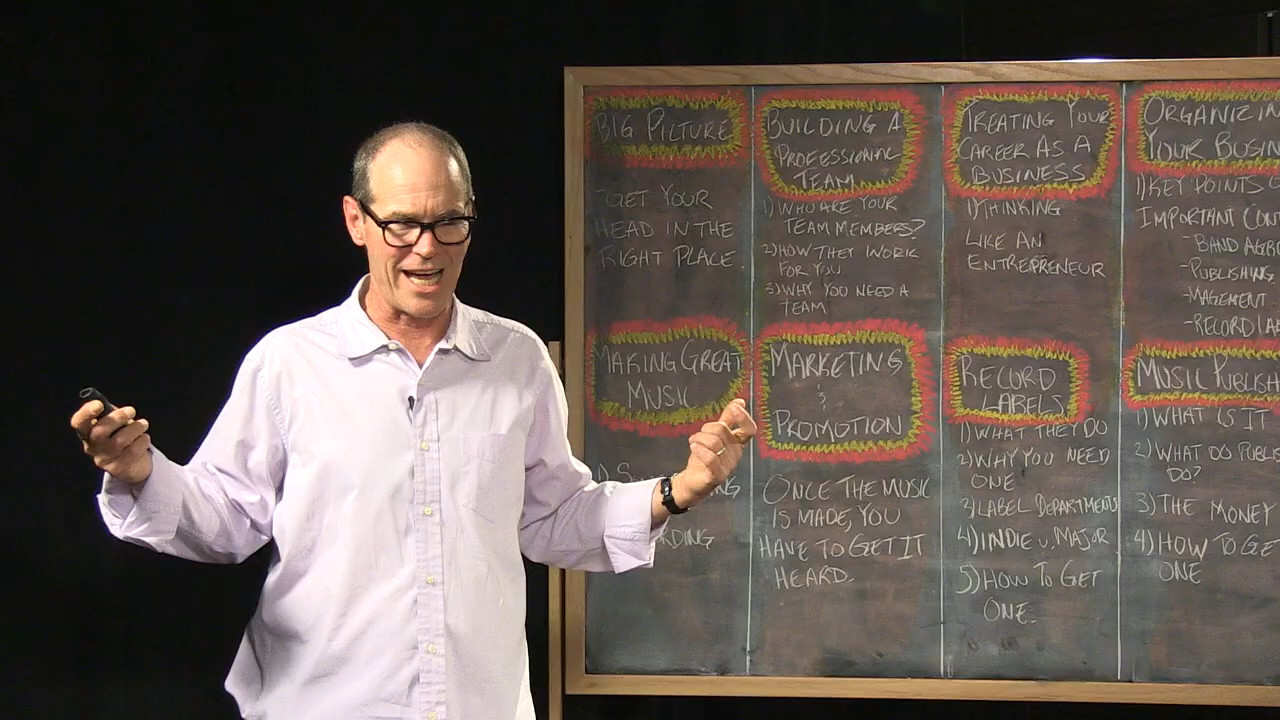 BIG PICTURE
-GET YOUR
HEAD IN THE
RIGHT PLACE
BUILDING A
PROFESSIONAL
TEAM
1) WHO ARE YOUR
TEAM MEMBERS?
2) HOW THEY WORK
FOR YOU
3) WHY YOU NEED A
TEAM
TREATING YOUR
CAREER AS A
BUSINESS
1) THINKING
LIKE AN
ENTREPRENEUR
ORGANIZIN
YOUR BUSIN
1) KEY POINTS
IMPORTANT CONT
-BAND AGR
-PUBLISHING
-MAGEMENT
-RECORD LA
MAKING GREAT
MUSIC
MARKETING
&
PROMOTION
ONCE THE MUSIC
IS MADE, YOU
HAVE TO GET IT
HEARD.
RECORD
LABELS
1) WHAT THEY DO
2) WHY YOU NEED
ONE
3) LABEL DEPARTMENTS
4) INDIE v. MAJOR
5) HOW TO GET
ONE.
MUSIC PUBLISH
1) WHAT IS IT
2) WHAT DO PUBLIS
DO?
3) THE MONEY
4) HOW TO GE
ONE